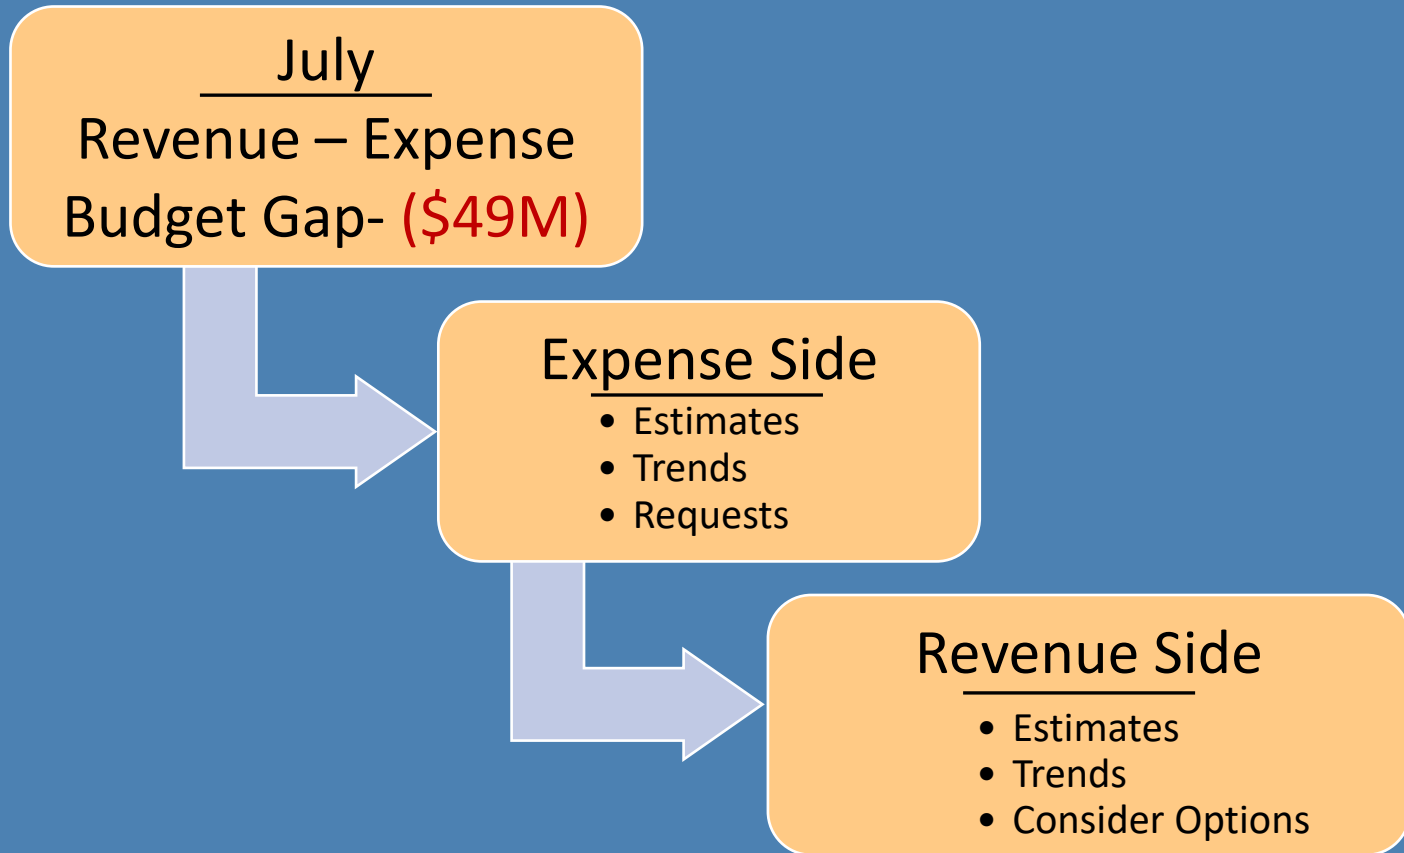 July
Revenue – Expense
Budget Gap- ($49M)
Expense Side
• Estimates
• Trends
• Requests
Revenue Side
• Estimates
• Trends
• Consider Options